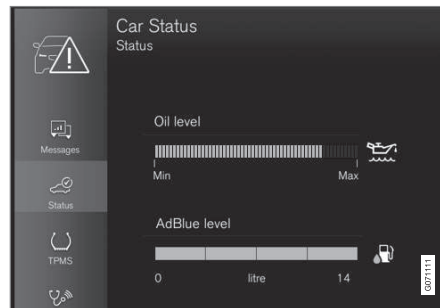 Car Status
Status
Messages
Status
TPMS
Oil level
Min Max
AdBlue level
0 litre 14
G071111